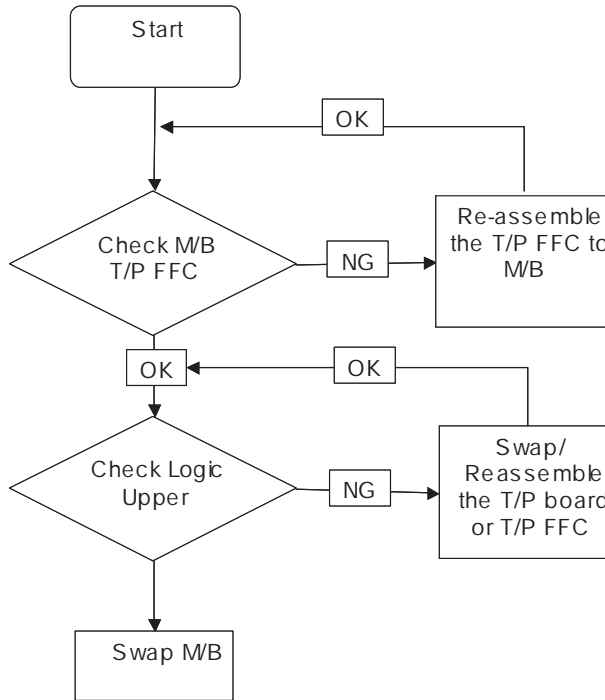 Start
OK
Check M/B
T/P FFC
NG
Re-assemble
the T/P FFC to
M/B
OK
OK
Check Logic
Upper
NG
Swap/
Reassemble
the T/P board
or T/P FFC
Swap M/B